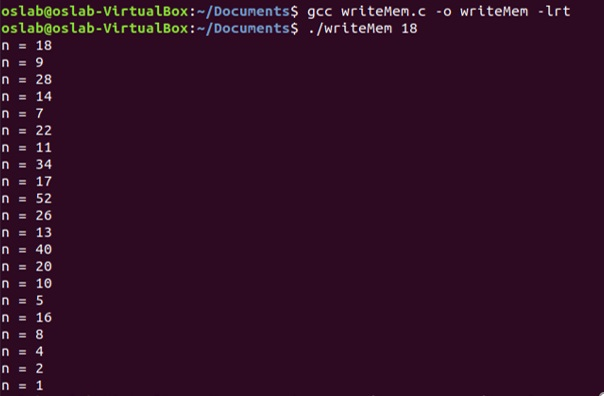 oslab@oslab-VirtualBox:~/Documents$ gcc writeMem.c -o writeMem -lrt
oslab@oslab-VirtualBox:~/Documents$ ./writeMem 18
n = 18
n = 9
n = 28
n = 14
n = 7
n = 22
n = 11
n = 34
n = 17
n = 52
n = 26
n = 13
n = 40
n = 20
n = 10
n = 5
n = 16
n = 8
n = 4
n = 2
n = 1